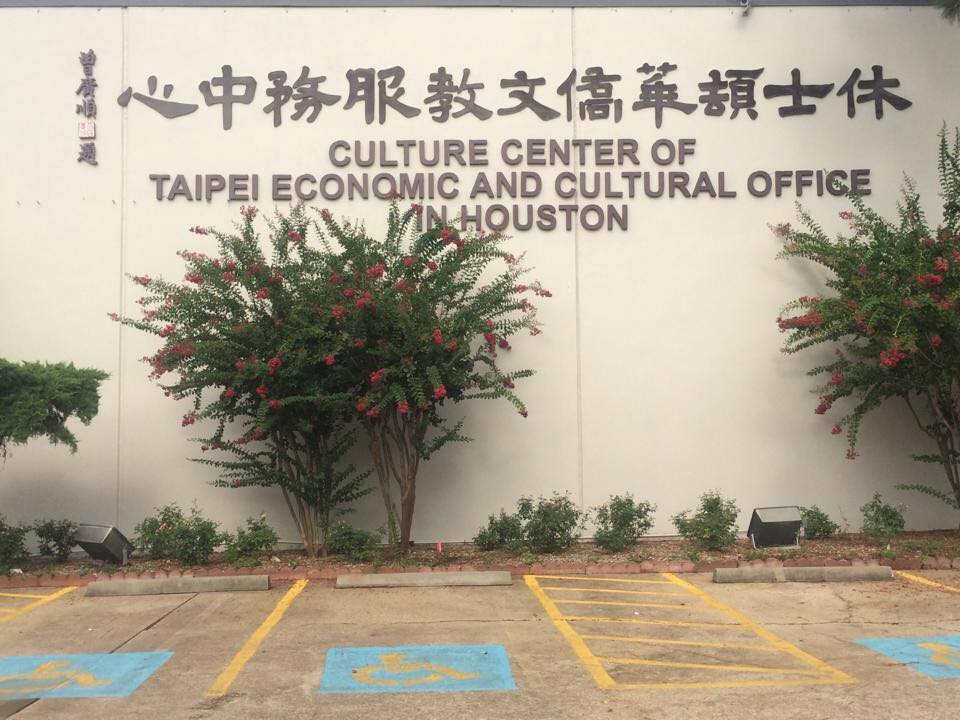 休士頓華僑文教服務中心
曾廣順題
CULTURE CENTER OF
TAIPEI ECONOMIC AND CULTURAL OFFICE
IN HOUSTON